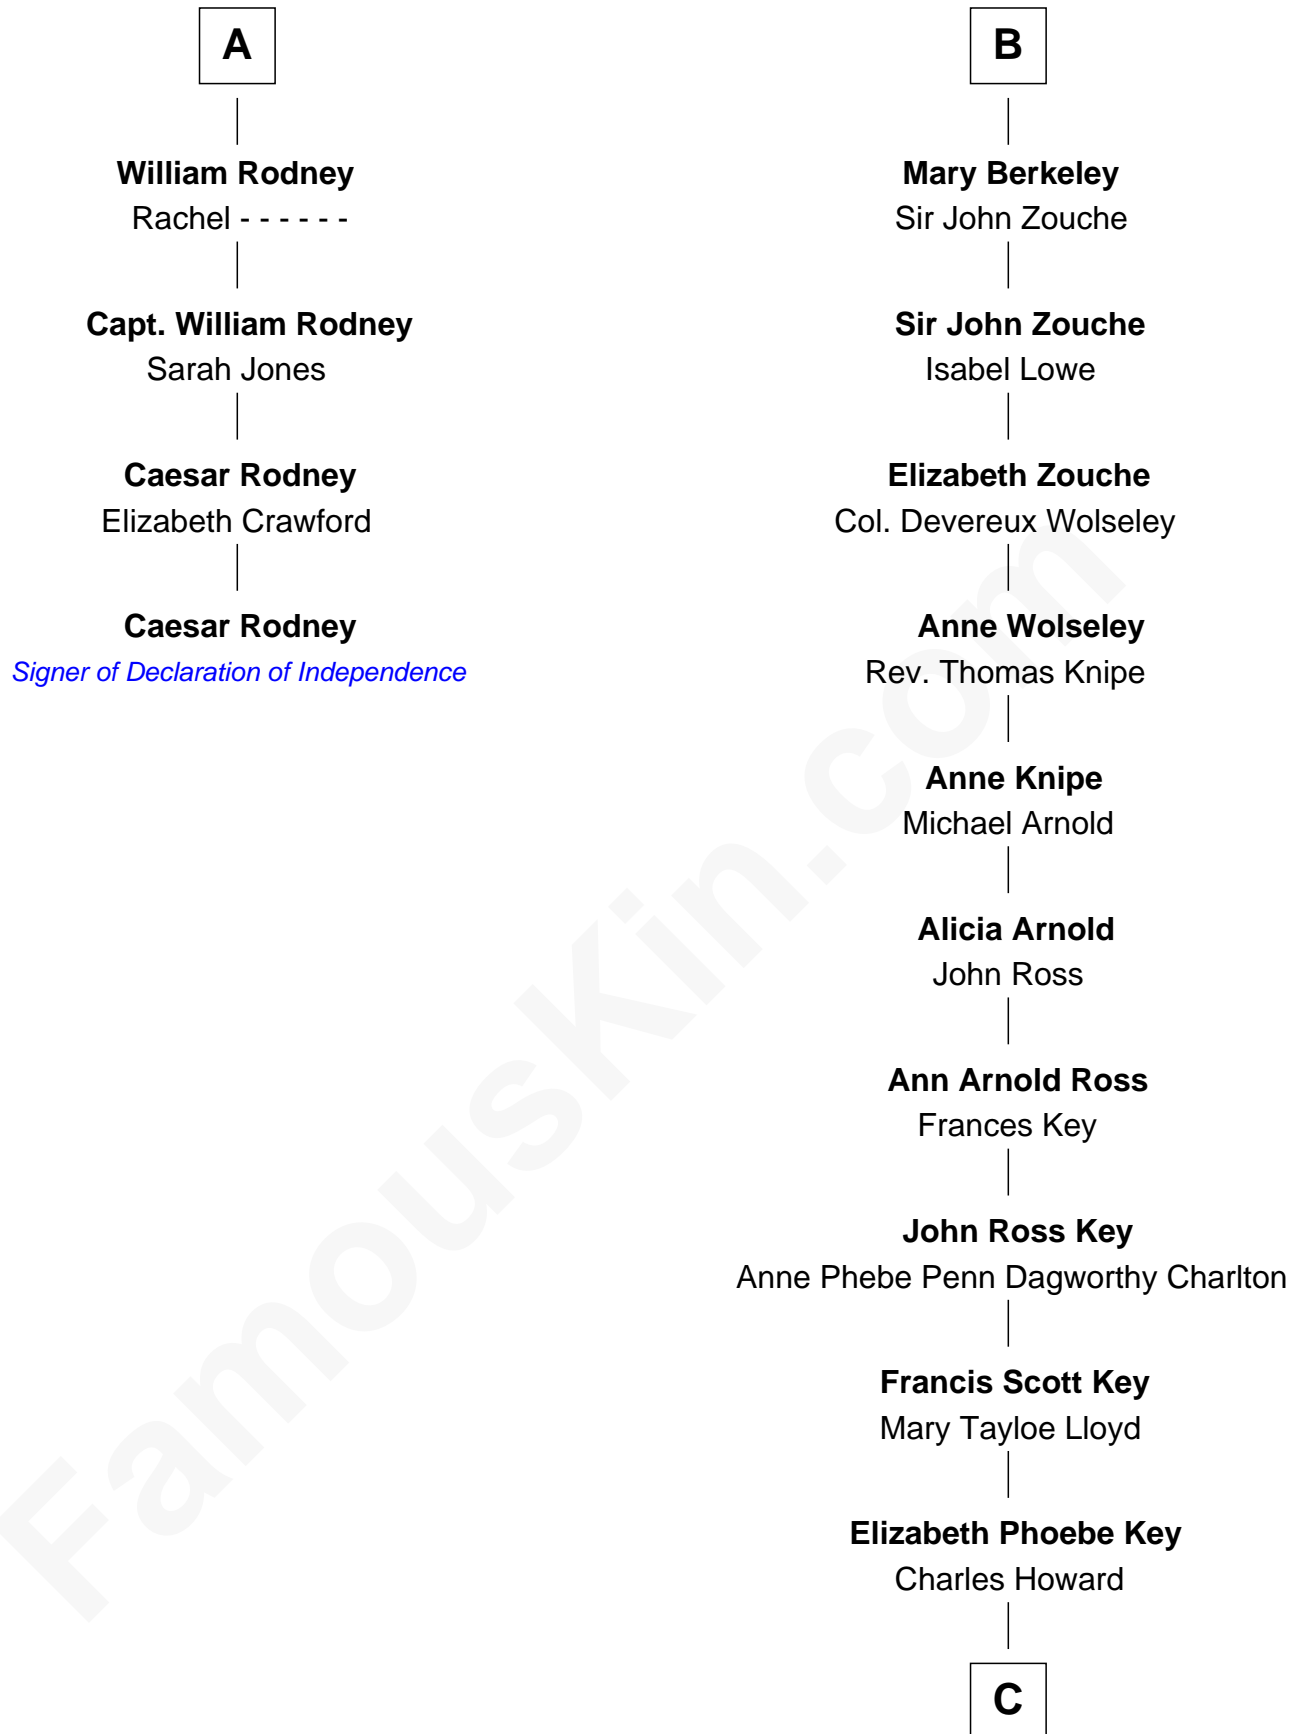 A
William Rodney
Rachel - - - - - -
Capt. William Rodney
Sarah Jones
Caesar Rodney
Elizabeth Crawford
Caesar Rodney
Signer of Declaration of Independence
B
Mary Berkeley
Sir John Zouche
Sir John Zouche
Isabel Lowe
Elizabeth Zouche
Col. Devereux Wolseley
Anne Wolseley
Rev. Thomas Knipe
Anne Knipe
Michael Arnold
Alicia Arnold
John Ross
Ann Arnold Ross
Frances Key
John Ross Key
Anne Phebe Penn Dagworthy Charlton
Francis Scott Key
Mary Tayloe Lloyd
Elizabeth Phoebe Key
Charles Howard
C
FamousKin.com